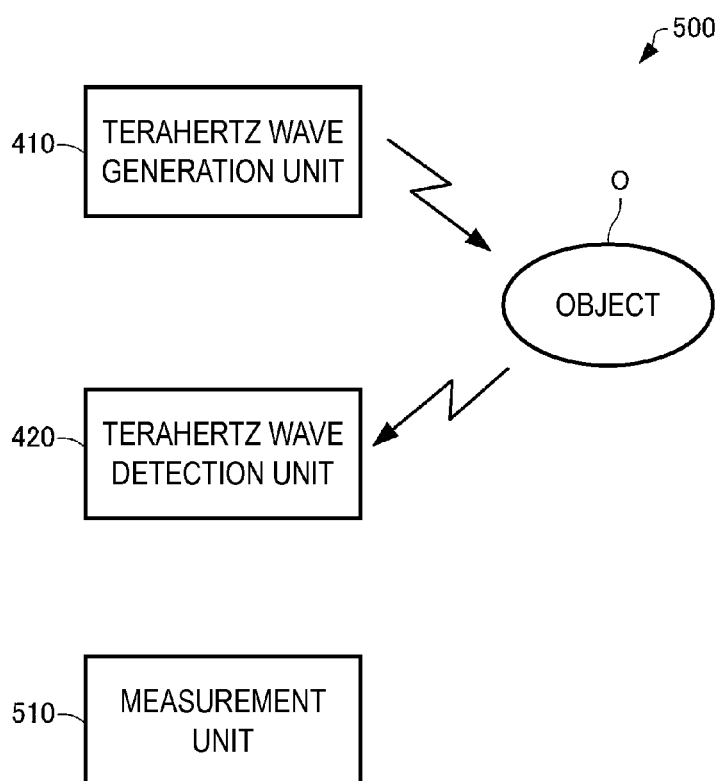 500
410
TERAHERTZ WAVE
GENERATION UNIT
O
OBJECT
420
TERAHERTZ WAVE
DETECTION UNIT
510
MEASUREMENT
UNIT